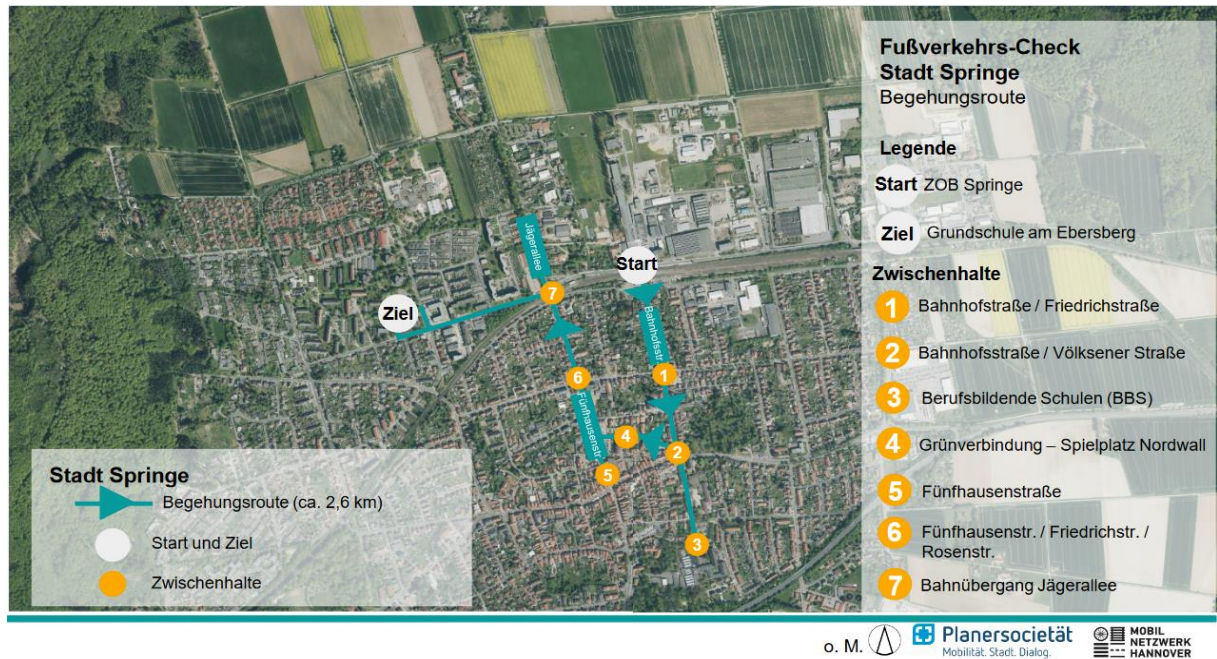 Fußverkehrs-Check
Stadt Springe
Begehungsroute
Legende
Start ZOB Springe
Ziel Grundschule am Ebersberg
Zwischenhalte
1 Bahnhofstraße / Friedrichstraße
2 Bahnhofsstraße / Völksener Straße
3 Berufsbildende Schulen (BBS)
4 Grünverbindung – Spielplatz Nordwall
5 Fünfhausenstraße
6 Fünfhausenstr. / Friedrichstr. /
Rosenstr.
7 Bahnübergang Jägerallee
Jägerallee
Start
7
Ziel
Bahnhofsstr.
6
1
Fünfhausenstr.
4
2
5
3
Stadt Springe
Begehungsroute (ca. 2,6 km)
Start und Ziel
Zwischenhalte
o. M.
Planersocietät
Mobilität. Stadt. Dialog.
MOBIL
NETZWERK
HANNOVER